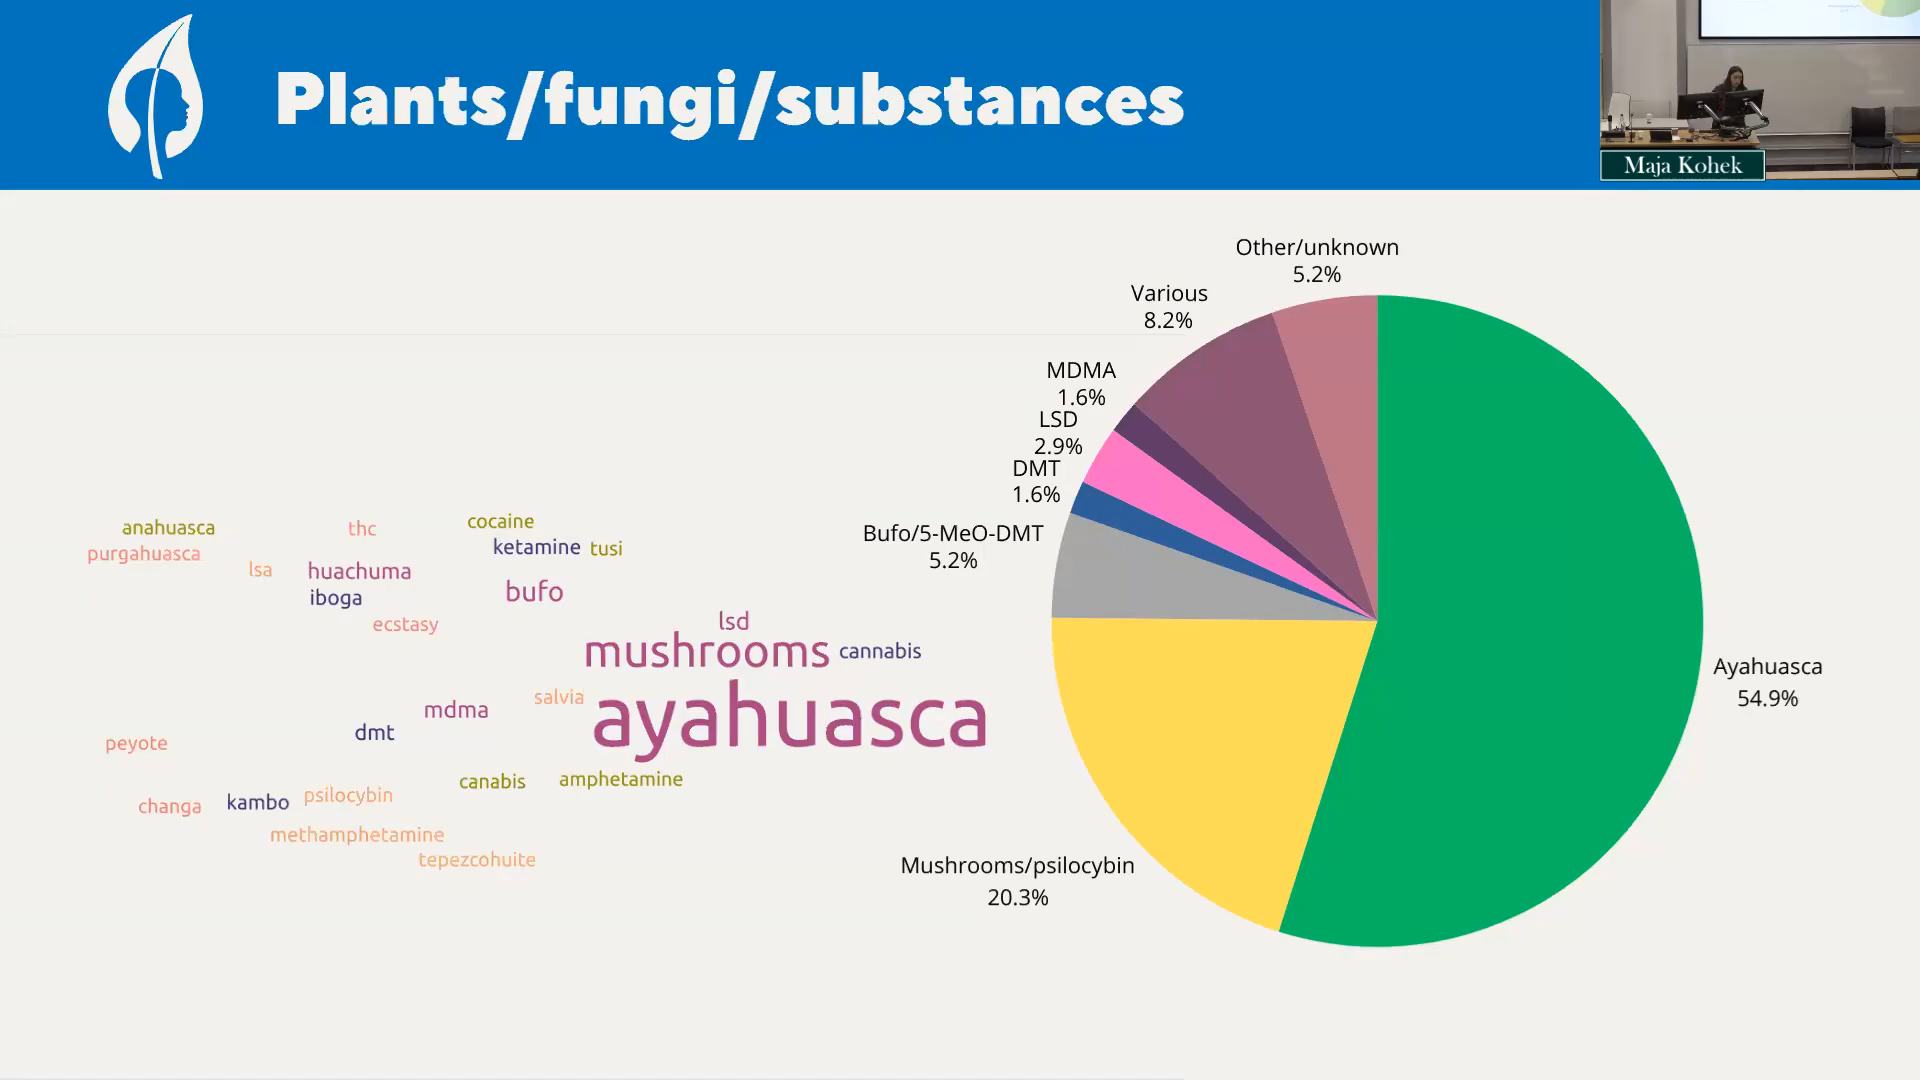 Plants/fungi/substances
Maja Kohek
Other/unknown
5.2%
Various
8.2%
MDMA
1.6%
LSD
2.9%
DMT
1.6%
Bufo/5-MeO-DMT
5.2%
Ayahuasca
54.9%
Mushrooms/psilocybin
20.3%
anahuasca
thc
cocaine
purgahuasca
ketamine
tusi
lsa
huachuma
iboga
bufo
ecstasy
lsd
mushrooms
cannabis
salvia
mdma
ayahuasca
dmt
peyote
canabis
amphetamine
changa
kambo
psilocybin
methamphetamine
tepezcohuite